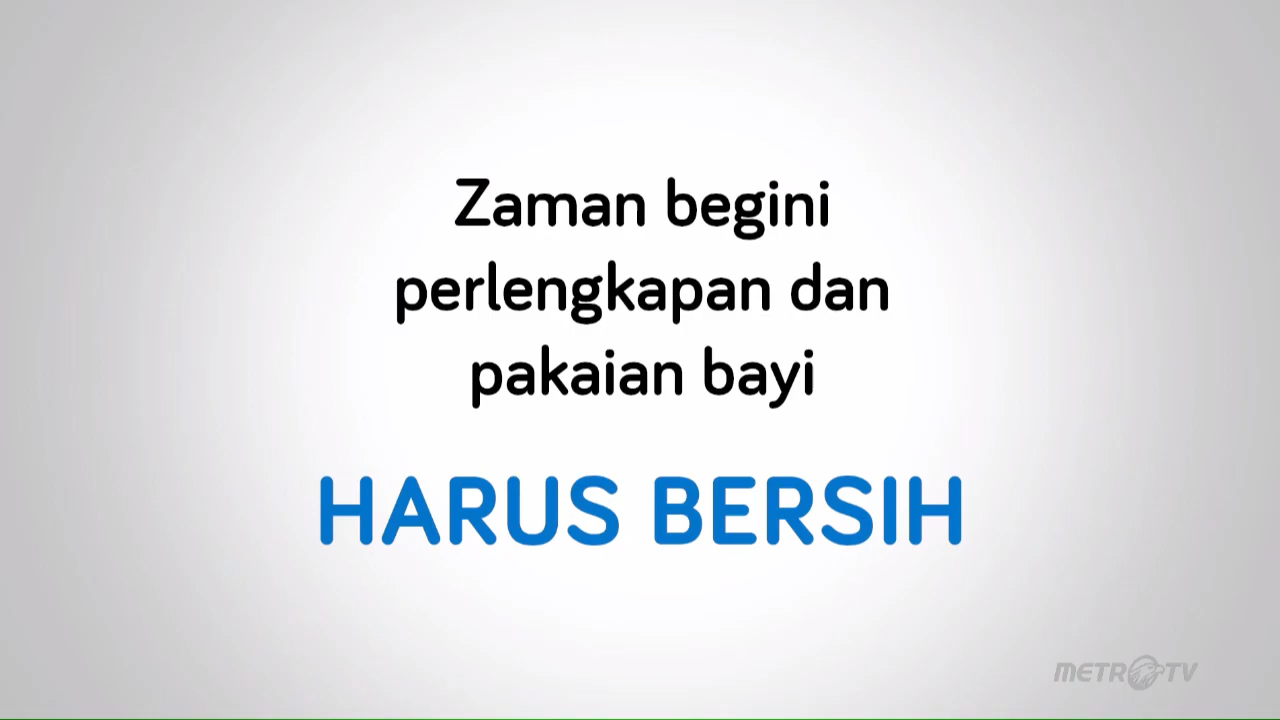 Zaman begini
perlengkapan dan
pakaian bayi
HARUS BERSIH
METRO TV